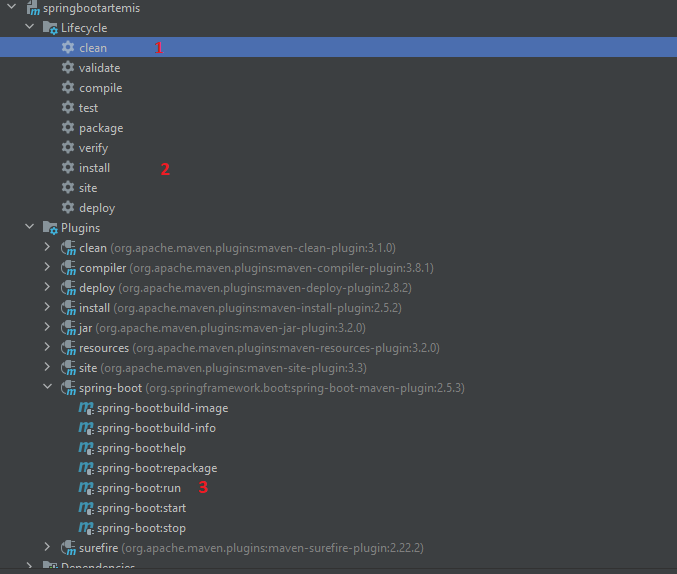 springbootartemis
Lifecycle
clean 1
validate
compile
test
package
verify
install 2
site
deploy
Plugins
clean (org.apache.maven.plugins:maven-clean-plugin:3.1.0)
compiler (org.apache.maven.plugins:maven-compiler-plugin:3.8.1)
deploy (org.apache.maven.plugins:maven-deploy-plugin:2.8.2)
install (org.apache.maven.plugins:maven-install-plugin:2.5.2)
jar (org.apache.maven.plugins:maven-jar-plugin:3.2.0)
resources (org.apache.maven.plugins:maven-resources-plugin:3.2.0)
site (org.apache.maven.plugins:maven-site-plugin:3.3)
spring-boot (org.springframework.boot:spring-boot-maven-plugin:2.5.3)
spring-boot:build-image
spring-boot:build-info
spring-boot:help
spring-boot:repackage
spring-boot:run 3
spring-boot:start
spring-boot:stop
surefire (org.apache.maven.plugins:maven-surefire-plugin:2.22.2)
Dependencies